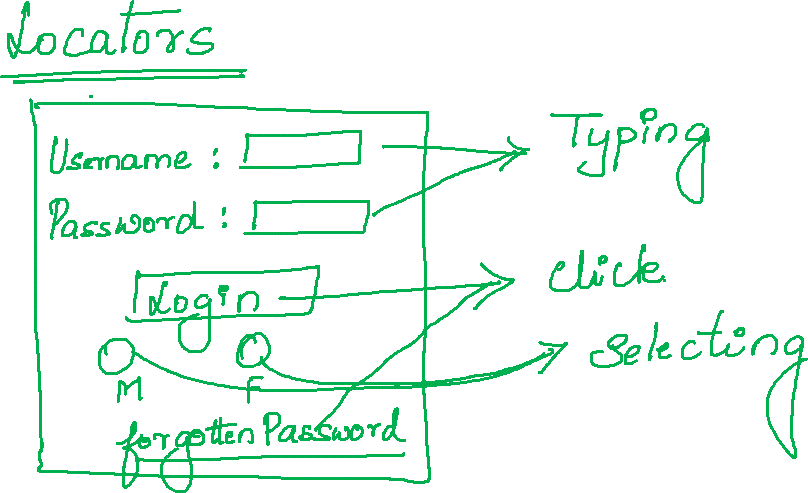 Locators
Username : Typing
Password :
Login click
M F Selecting
forgotten Password